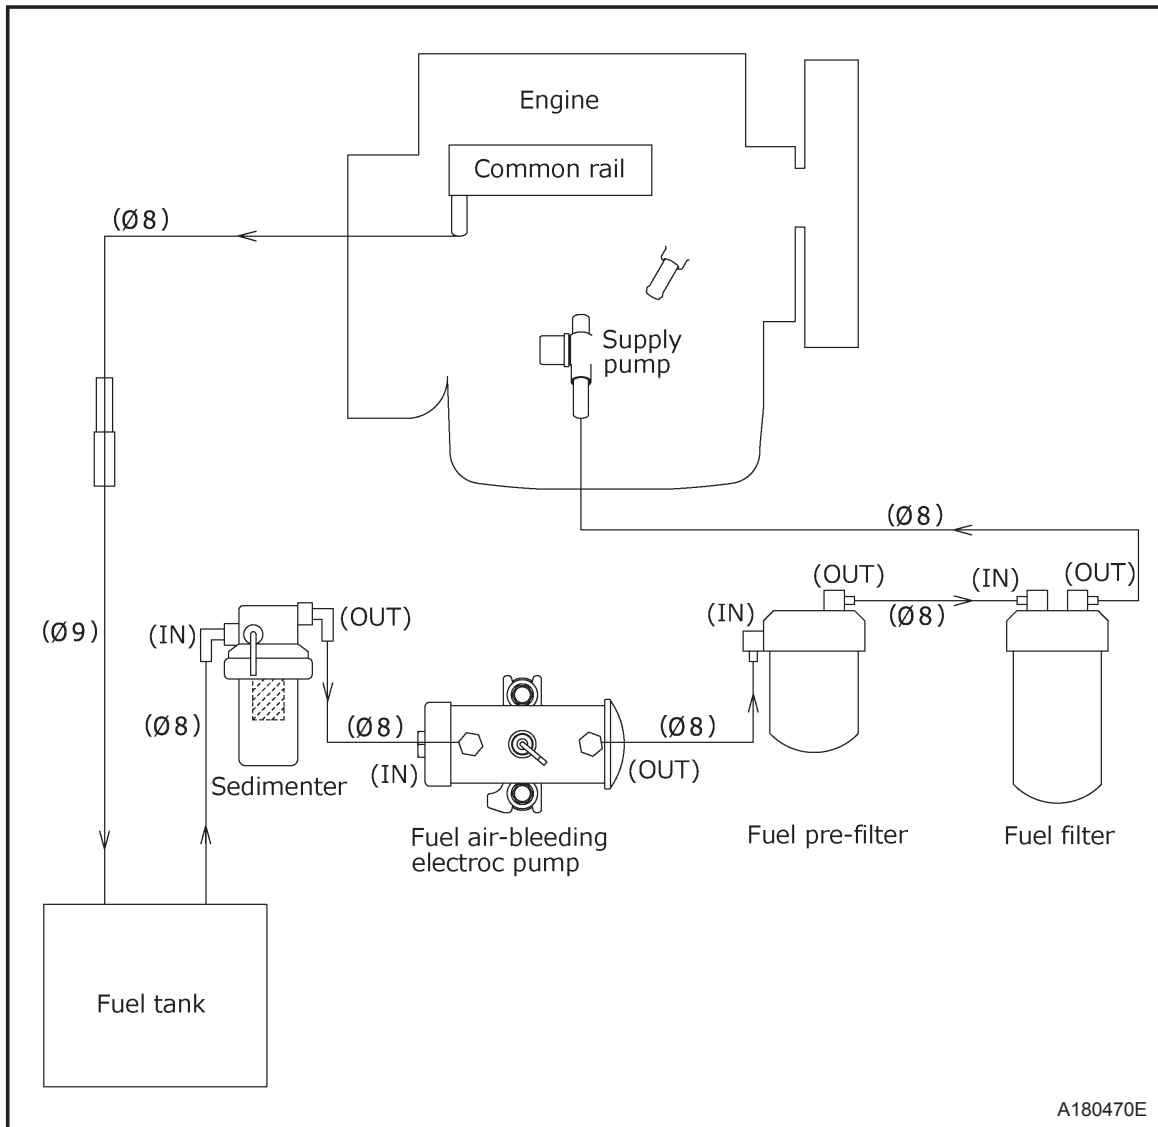 Engine
Common rail
(Ø8)
Supply
pump
(Ø8)
(OUT)
(IN)
(OUT)
(IN)
(Ø8)
(Ø9)
(IN)
(OUT)
(Ø8)
(Ø8)
(IN)
(Ø8)
(OUT)
Sedimenter
Fuel air-bleeding
electroc pump
Fuel pre-filter
Fuel filter
Fuel tank
A180470E